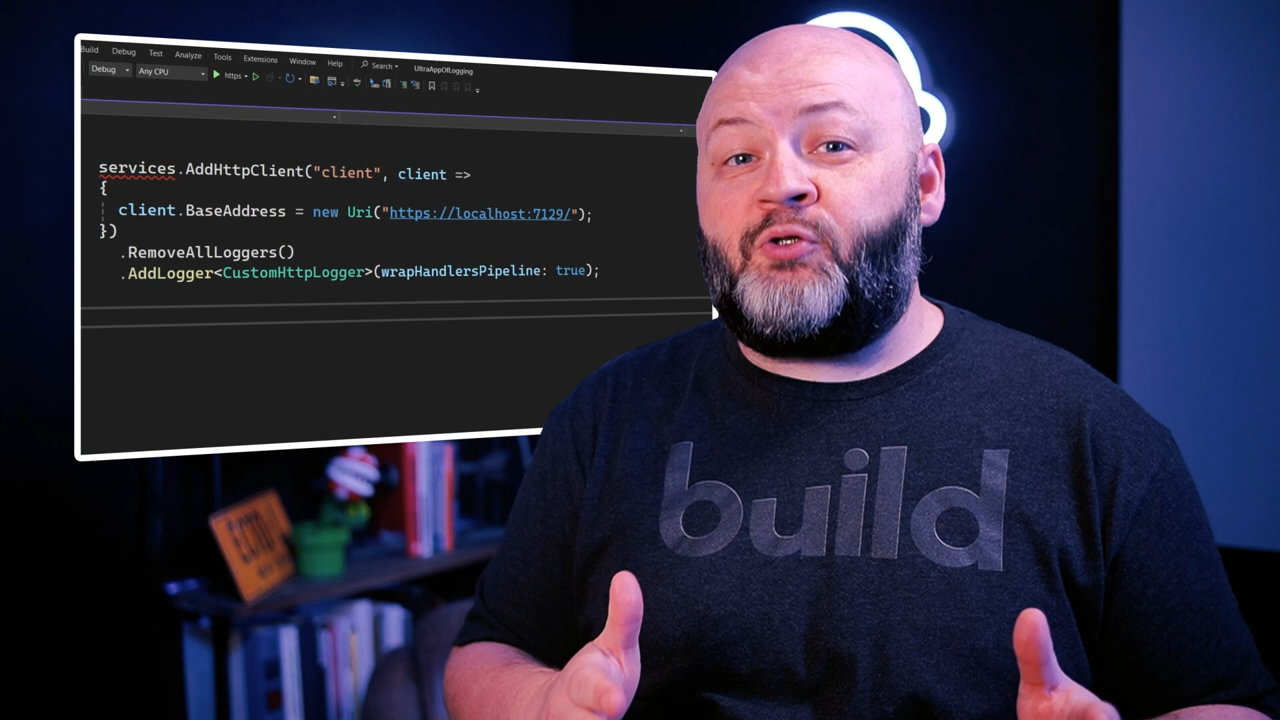 Build Debug Test Analyze Tools Extensions Window Help Search UltraAppOfLogging
Debug Any CPU https
services.AddHttpClient("client", client =>
{
client.BaseAddress = new Uri("https://localhost:7129/");
})
.RemoveAllLoggers()
.AddLogger<CustomHttpLogger>(wrapHandlersPipeline: true);
build